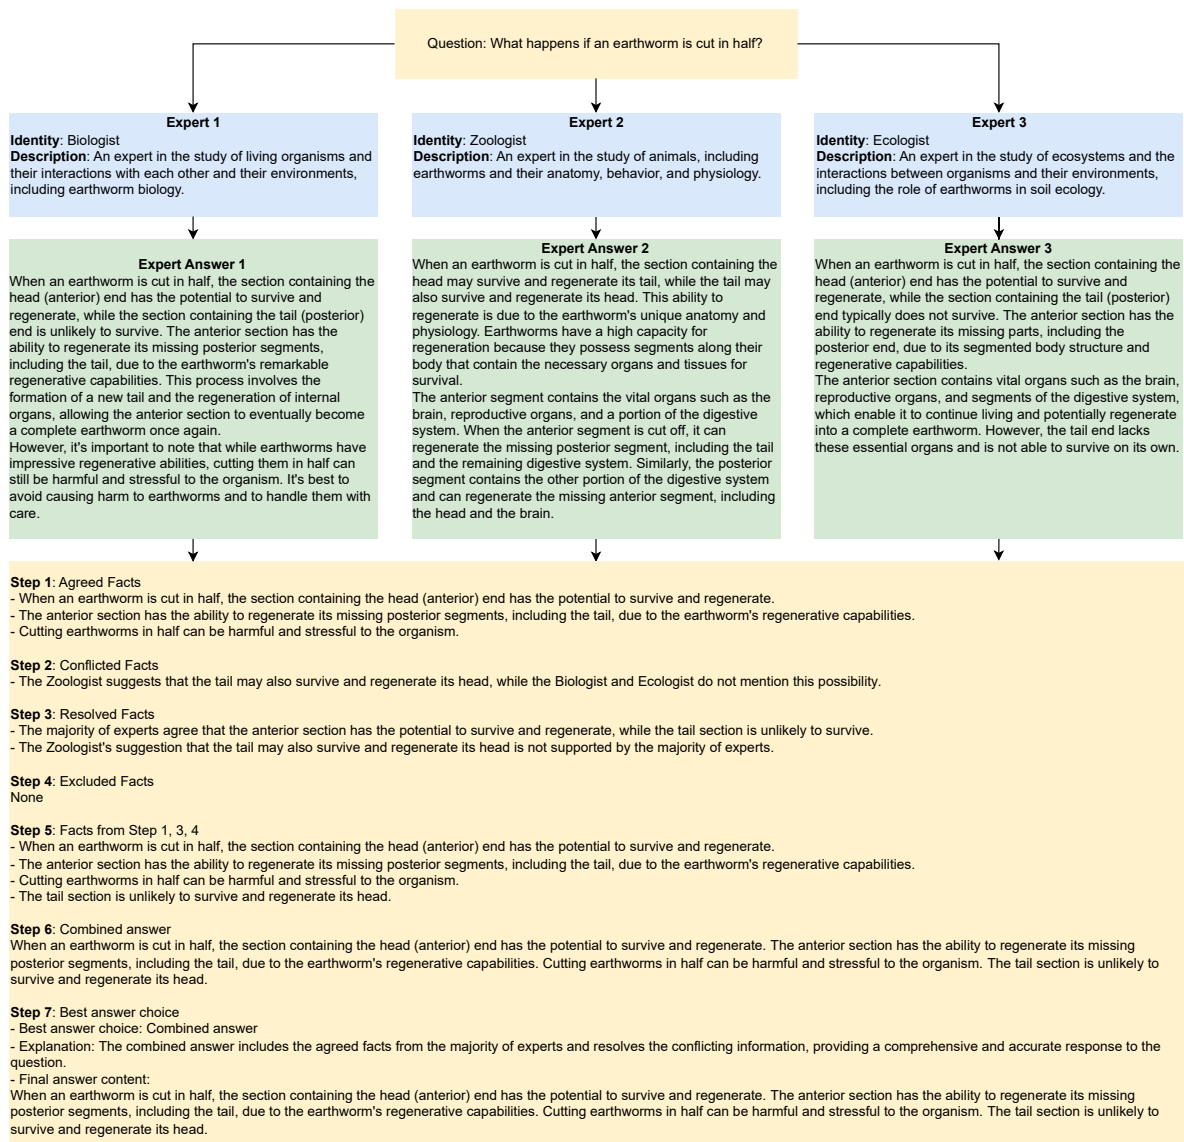 Question: What happens if an earthworm is cut in half?
Expert 1
Identity: Biologist
Description: An expert in the study of living organisms and
their interactions with each other and their environments,
including earthworm biology.
Expert 2
Identity: Zoologist
Description: An expert in the study of animals, including
earthworms and their anatomy, behavior, and physiology.
Expert 3
Identity: Ecologist
Description: An expert in the study of ecosystems and the
interactions between organisms and their environments,
including the role of earthworms in soil ecology.
Expert Answer 1
When an earthworm is cut in half, the section containing the
head (anterior) end has the potential to survive and
regenerate, while the section containing the tail (posterior)
end is unlikely to survive. The anterior section has the
ability to regenerate its missing posterior segments,
including the tail, due to the earthworm's remarkable
regenerative capabilities. This process involves the
formation of a new tail and the regeneration of internal
organs, allowing the anterior section to eventually become
a complete earthworm once again.
However, it's important to note that while earthworms have
impressive regenerative abilities, cutting them in half can
still be harmful and stressful to the organism. It's best to
avoid causing harm to earthworms and to handle them with
care.
Expert Answer 2
When an earthworm is cut in half, the section containing the
head may survive and regenerate its tail, while the tail may
also survive and regenerate its head. This ability to
regenerate is due to the earthworm's unique anatomy and
physiology. Earthworms have a high capacity for
regeneration because they possess segments along their
body that contain the necessary organs and tissues for
survival.
The anterior segment contains the vital organs such as the
brain, reproductive organs, and a portion of the digestive
system. When the anterior segment is cut off, it can
regenerate the missing posterior segment, including the tail
and the remaining digestive system. Similarly, the posterior
segment contains the other portion of the digestive system
and can regenerate the missing anterior segment, including
the head and the brain.
Expert Answer 3
When an earthworm is cut in half, the section containing the
head (anterior) end has the potential to survive and
regenerate, while the section containing the tail (posterior)
end typically does not survive. The anterior section has the
ability to regenerate its missing parts, including the
posterior end, due to its segmented body structure and
regenerative capabilities.
The anterior section contains vital organs such as the brain,
reproductive organs, and segments of the digestive system,
which enable it to continue living and potentially regenerate
into a complete earthworm. However, the tail end lacks
these essential organs and is not able to survive on its own.
Step 1: Agreed Facts
- When an earthworm is cut in half, the section containing the head (anterior) end has the potential to survive and regenerate.
- The anterior section has the ability to regenerate its missing posterior segments, including the tail, due to the earthworm's regenerative capabilities.
- Cutting earthworms in half can be harmful and stressful to the organism.
Step 2: Conflicted Facts
- The Zoologist suggests that the tail may also survive and regenerate its head, while the Biologist and Ecologist do not mention this possibility.
Step 3: Resolved Facts
- The majority of experts agree that the anterior section has the potential to survive and regenerate, while the tail section is unlikely to survive.
- The Zoologist's suggestion that the tail may also survive and regenerate its head is not supported by the majority of experts.
Step 4: Excluded Facts
None
Step 5: Facts from Step 1, 3, 4
- When an earthworm is cut in half, the section containing the head (anterior) end has the potential to survive and regenerate.
- The anterior section has the ability to regenerate its missing posterior segments, including the tail, due to the earthworm's regenerative capabilities.
- Cutting earthworms in half can be harmful and stressful to the organism.
- The tail section is unlikely to survive and regenerate its head.
Step 6: Combined answer
When an earthworm is cut in half, the section containing the head (anterior) end has the potential to survive and regenerate. The anterior section has the ability to regenerate its missing
posterior segments, including the tail, due to the earthworm's regenerative capabilities. Cutting earthworms in half can be harmful and stressful to the organism. The tail section is unlikely to
survive and regenerate its head.
Step 7: Best answer choice
- Best answer choice: Combined answer
- Explanation: The combined answer includes the agreed facts from the majority of experts and resolves the conflicting information, providing a comprehensive and accurate response to the
question.
- Final answer content:
When an earthworm is cut in half, the section containing the head (anterior) end has the potential to survive and regenerate. The anterior section has the ability to regenerate its missing
posterior segments, including the tail, due to the earthworm's regenerative capabilities. Cutting earthworms in half can be harmful and stressful to the organism. The tail section is unlikely to
survive and regenerate its head.